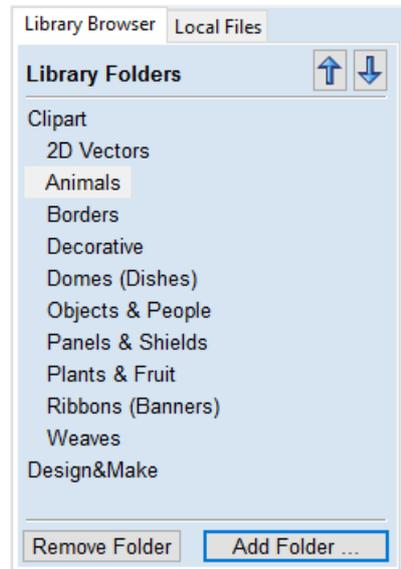 Library Browser Local Files
Library Folders
Clipart
2D Vectors
Animals
Borders
Decorative
Domes (Dishes)
Objects & People
Panels & Shields
Plants & Fruit
Ribbons (Banners)
Weaves
Design&Make
Remove Folder Add Folder ...